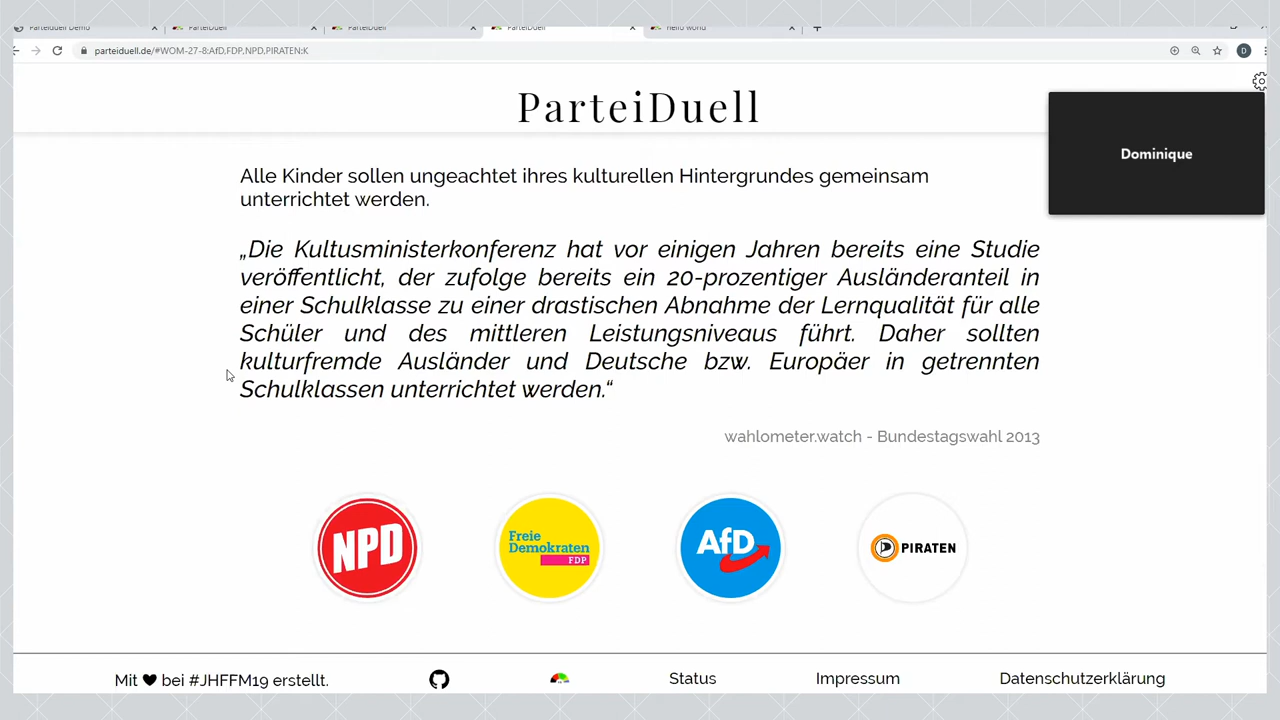 ParteiDuell
parteiduell.de/#WOM-27-8:AfD,FDP,NPD,PIRATEN:K
D
ParteiDuell
Dominique
Alle Kinder sollen ungeachtet ihres kulturellen Hintergrundes gemeinsam
unterrichtet werden.
„Die Kultusministerkonferenz hat vor einigen Jahren bereits eine Studie
veröffentlicht, der zufolge bereits ein 20-prozentiger Ausländeranteil in
einer Schulklasse zu einer drastischen Abnahme der Lernqualität für alle
Schüler und des mittleren Leistungsniveaus führt. Daher sollten
kulturfremde Ausländer und Deutsche bzw. Europäer in getrennten
Schulklassen unterrichtet werden.“
wahlometer.watch - Bundestagswahl 2013
NPD
Freie
Demokraten
FDP
AfD
PIRATEN
Mit ♥ bei #JHFFM19 erstellt.
Status
Impressum
Datenschutzerklärung